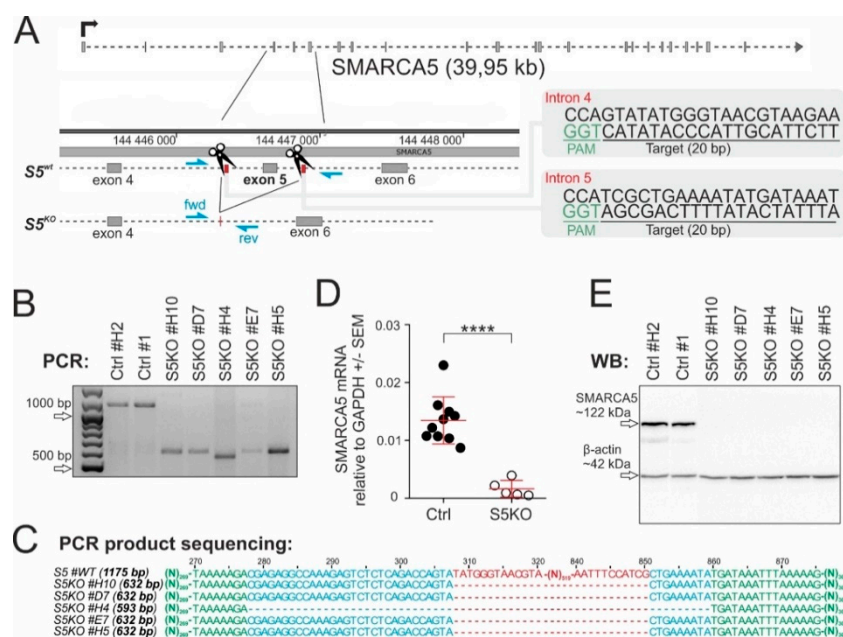 A
SMARCA5 (39,95 kb)
144 446 000 144 447 000 144 448 000
SMARCA5
S5wt
exon 4 exon 5 exon 6
fwd
S5KO
exon 4 rev exon 6
Intron 4
CCAGTATATGGGTAACGTAAGAA
GGTCATATACCCATTGCATTCTT
PAM Target (20 bp)
Intron 5
CCATCGCTGAAAATATGATAAAT
GGTAGCGACTTTTATACTATTTA
PAM Target (20 bp)
B
PCR:
Ctrl #H2
Ctrl #1
S5KO #H10
S5KO #D7
S5KO #H4
S5KO #E7
S5KO #H5
1000 bp
500 bp
D
SMARCA5 mRNA
relative to GAPDH +/- SEM
0.03
0.02
0.01
0
****
Ctrl S5KO
E
WB:
Ctrl #H2
Ctrl #1
S5KO #H10
S5KO #D7
S5KO #H4
S5KO #E7
S5KO #H5
SMARCA5
~122 kDa
β-actin
~42 kDa
C PCR product sequencing:
270 280 290 300 310 320 330 840 850 860 870
S5 #WT (1175 bp)
S5KO #H10 (632 bp)
S5KO #D7 (632 bp)
S5KO #H4 (593 bp)
S5KO #E7 (632 bp)
S5KO #H5 (632 bp)